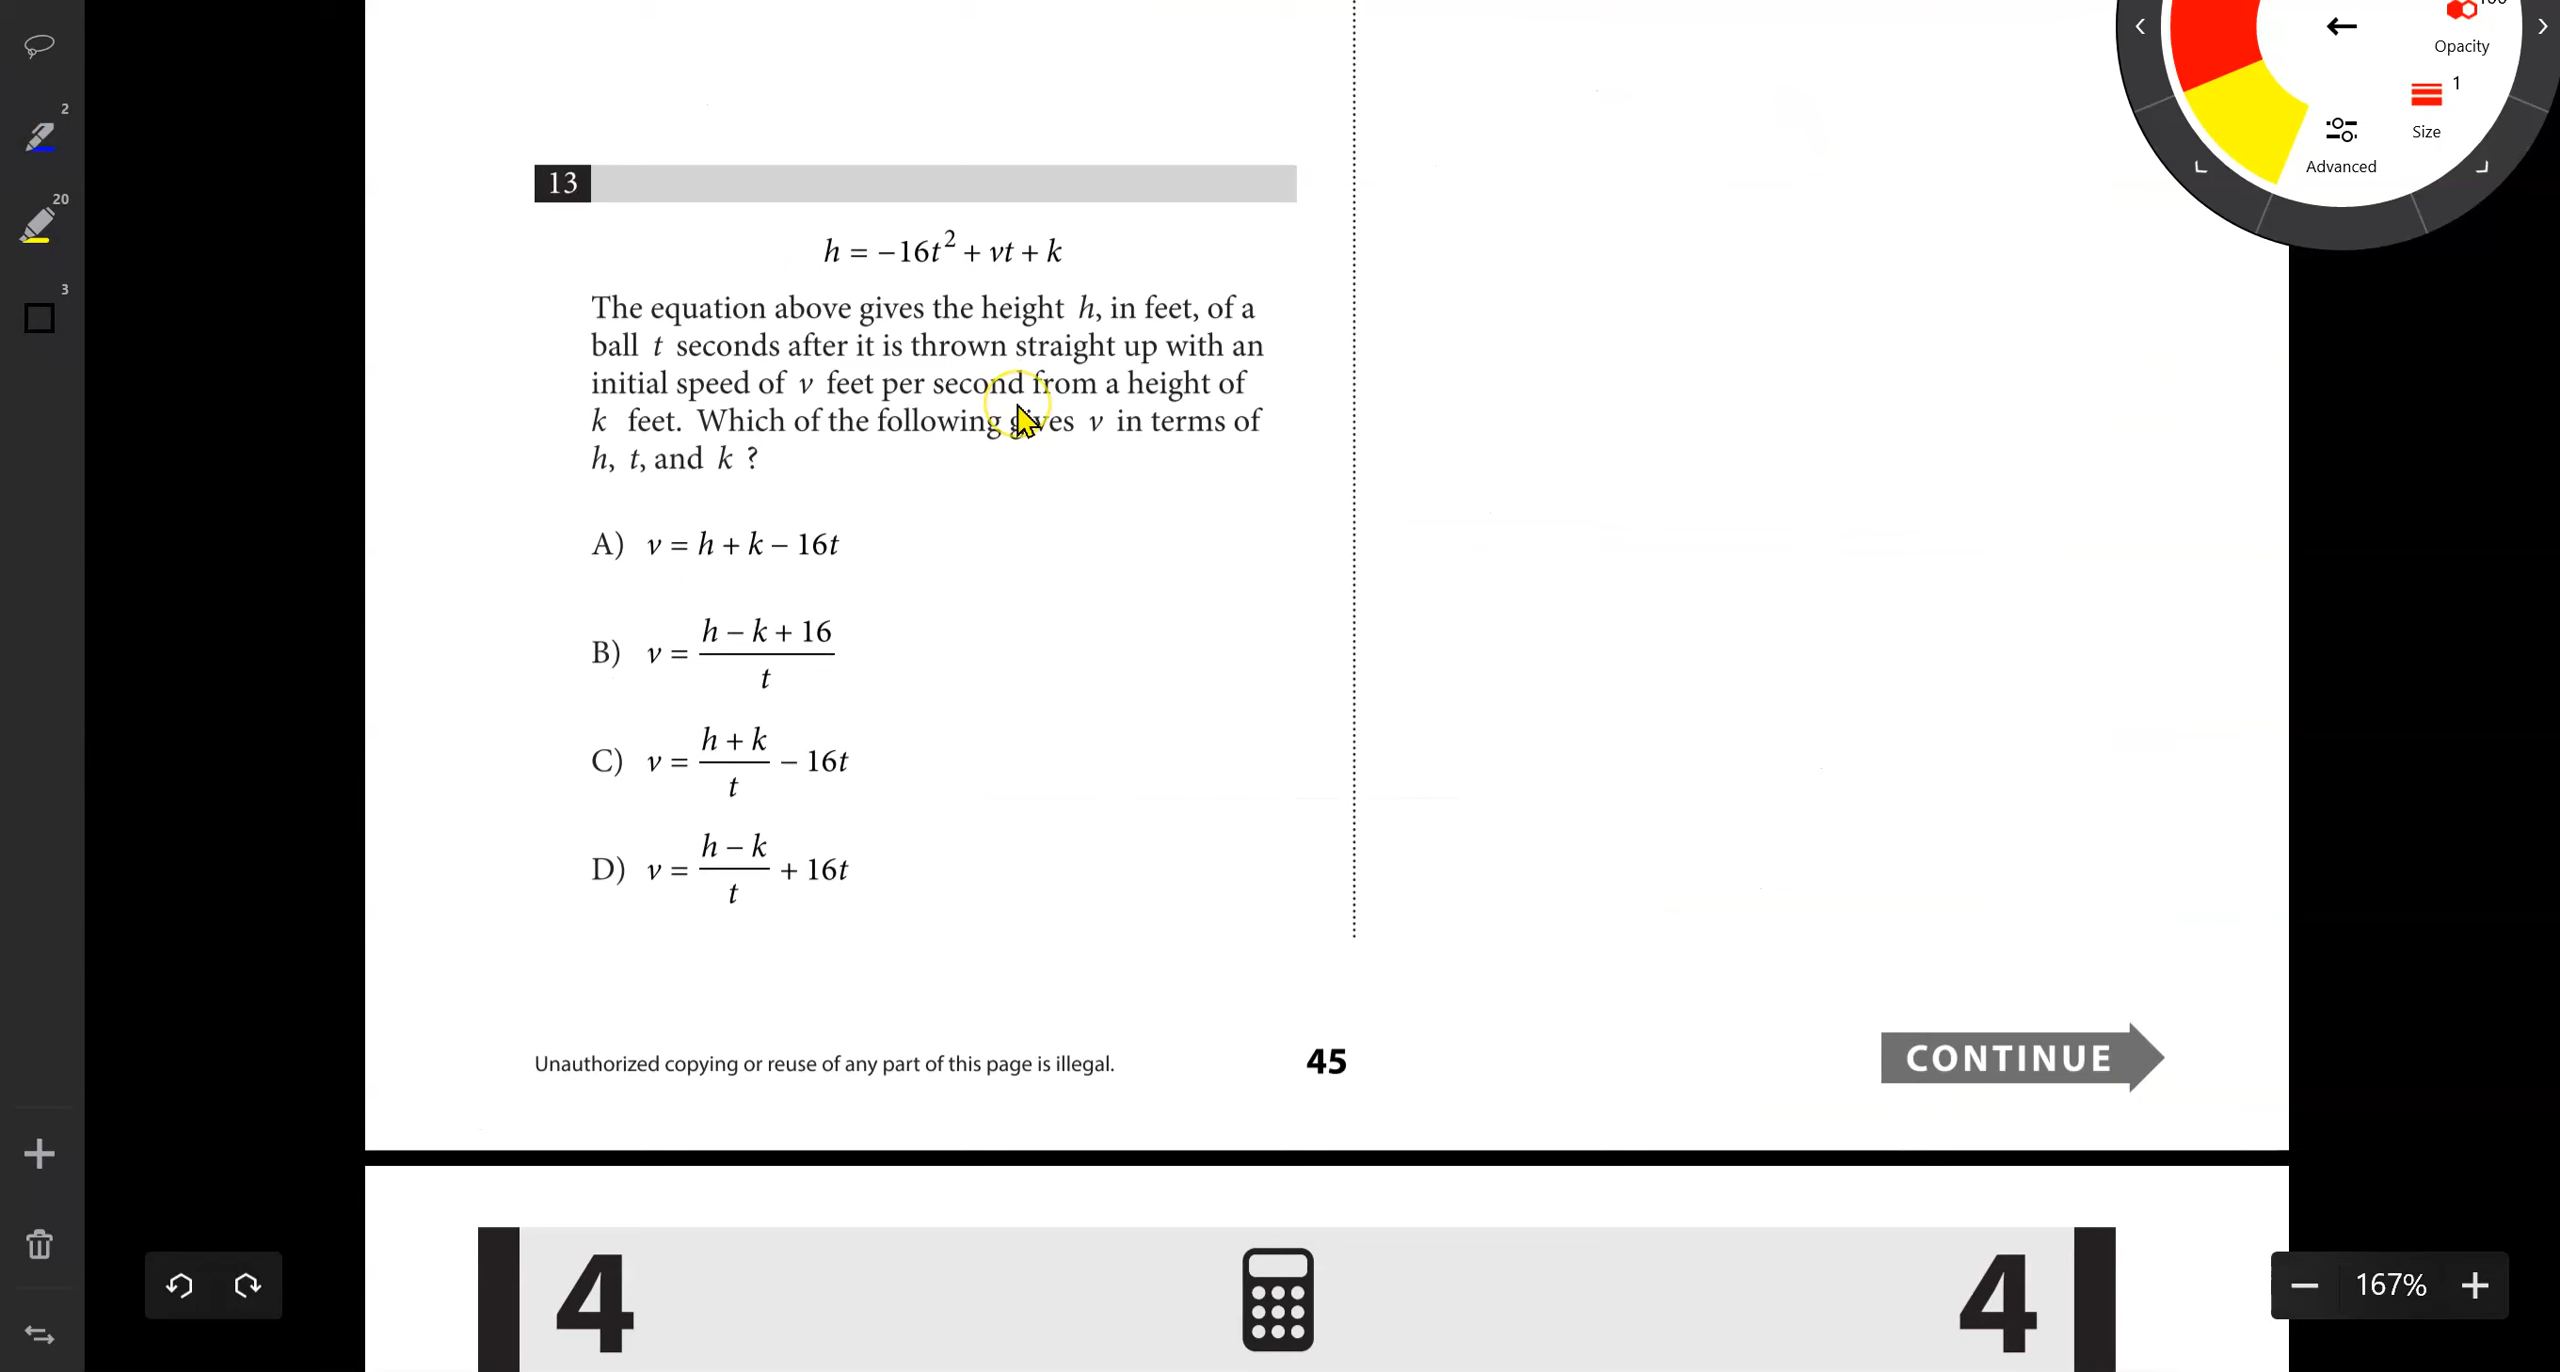 Opacity
1
Size
Advanced
2
20
3
13
h = −16t² + vt + k
The equation above gives the height h, in feet, of a
ball t seconds after it is thrown straight up with an
initial speed of v feet per second from a height of
k feet. Which of the following gives v in terms of
h, t, and k ?
A) v = h + k − 16t
B) v = (h − k + 16)/t
C) v = (h + k)/t − 16t
D) v = (h − k)/t + 16t
Unauthorized copying or reuse of any part of this page is illegal.
45
CONTINUE
4
4
167%